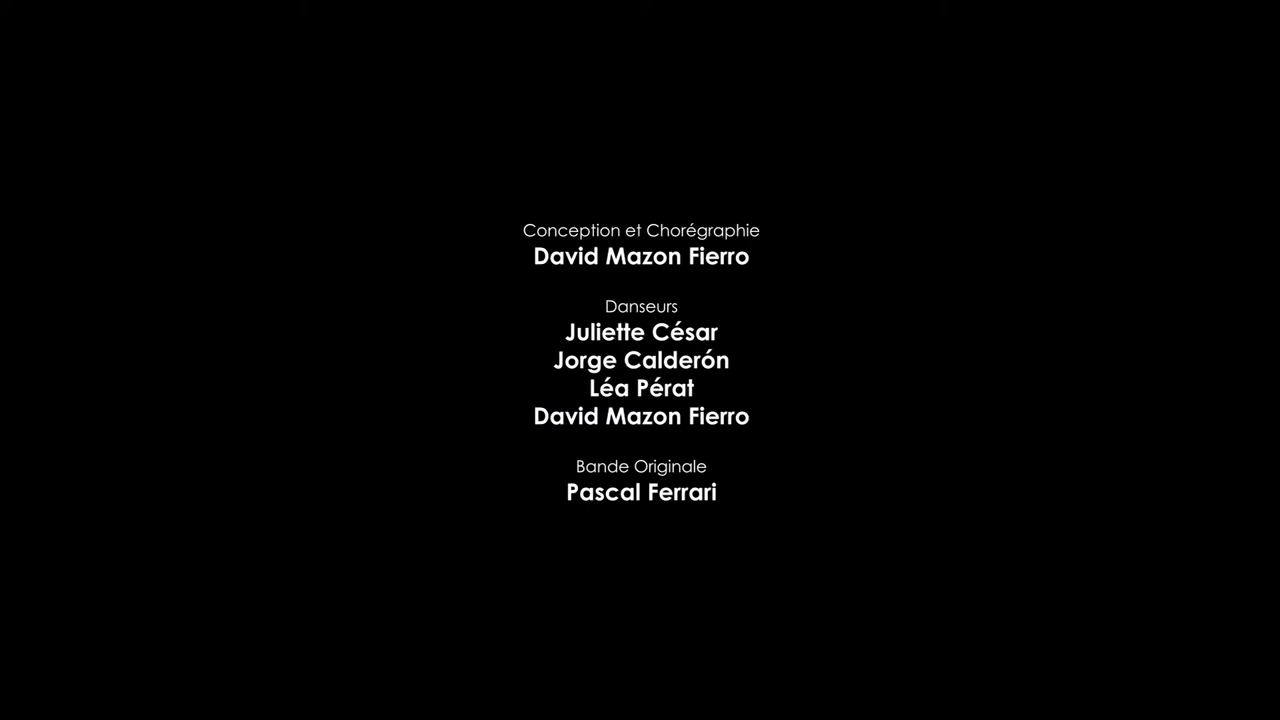 Conception et Chorégraphie
David Mazon Fierro
Danseurs
Juliette César
Jorge Calderón
Léa Pérat
David Mazon Fierro
Bande Originale
Pascal Ferrari